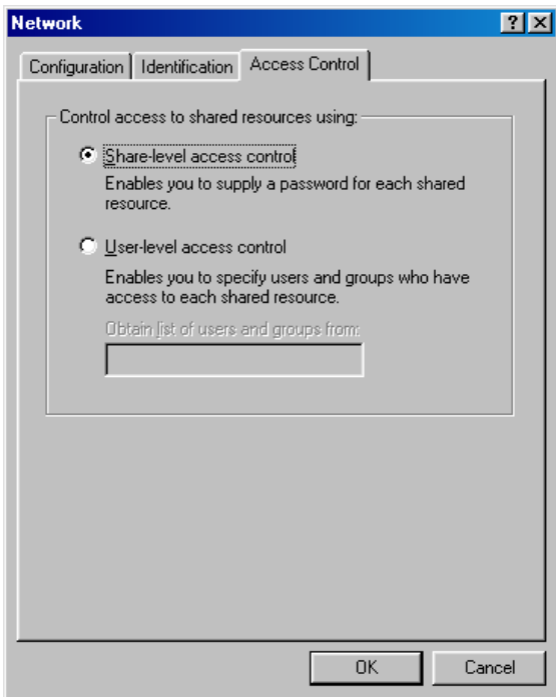 Network
Configuration Identification Access Control
Control access to shared resources using:
Share-level access control
Enables you to supply a password for each shared
resource.
User-level access control
Enables you to specify users and groups who have
access to each shared resource.
Obtain list of users and groups from:
OK Cancel